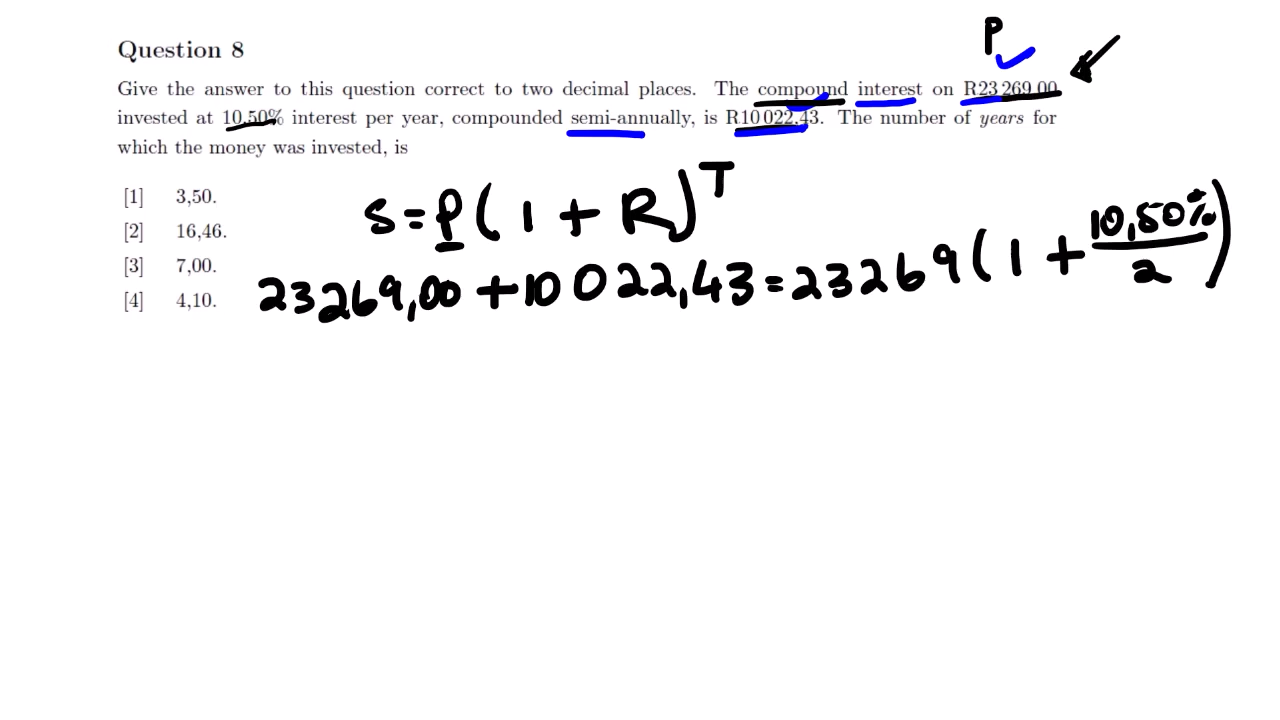 P
Question 8
Give the answer to this question correct to two decimal places. The compound interest on R23 269.00
invested at 10,50% interest per year, compounded semi-annually, is R10 022.43. The number of years for
which the money was invested, is
[1] 3,50.
[2] 16,46.
[3] 7,00.
[4] 4,10.
S = P(1 + R)^T
23269,00 + 10022,43 = 23269(1 + 10,50%/2)